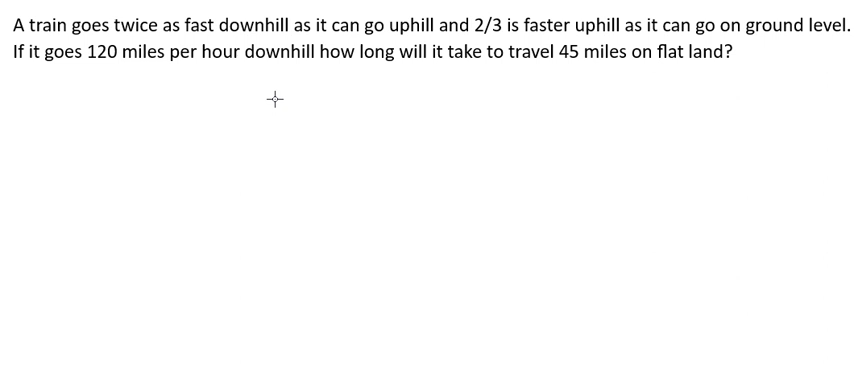 A train goes twice as fast downhill as it can go uphill and 2/3 is faster uphill as it can go on ground level.
If it goes 120 miles per hour downhill how long will it take to travel 45 miles on flat land?